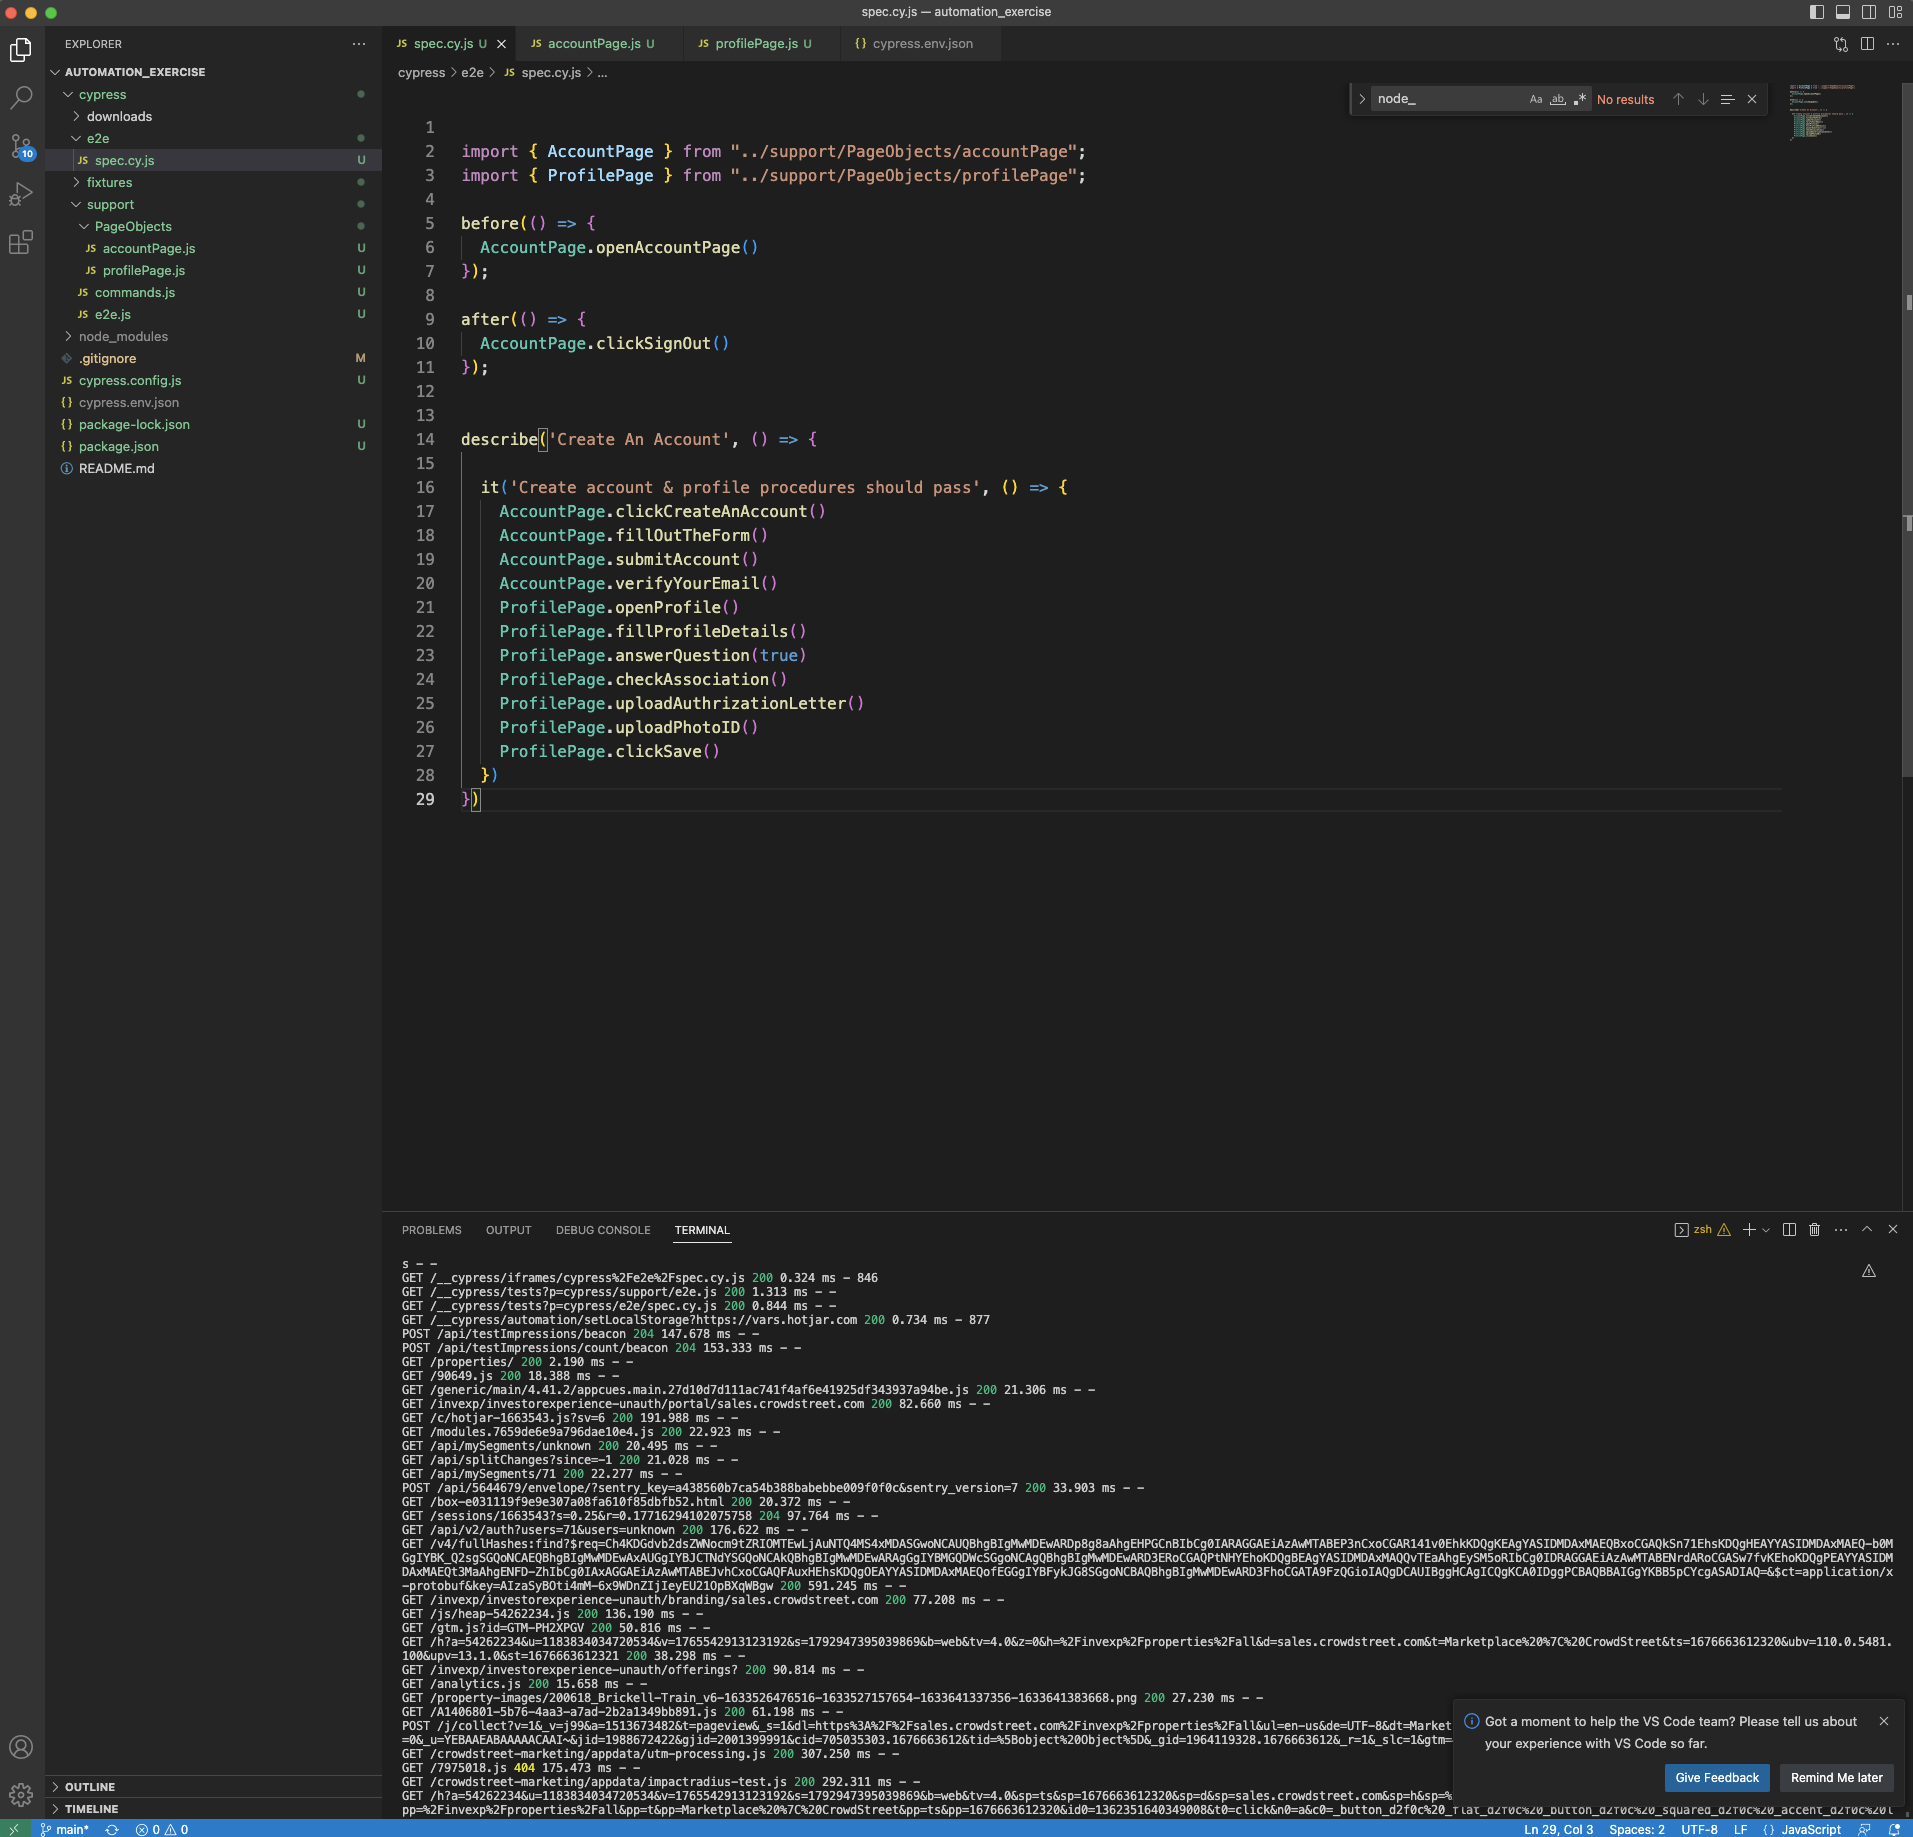 spec.cy.js — automation_exercise
EXPLORER
AUTOMATION_EXERCISE
cypress
downloads
e2e
JS spec.cy.js U
fixtures
support
PageObjects
JS accountPage.js U
JS profilePage.js U
JS commands.js U
JS e2e.js U
node_modules
.gitignore M
JS cypress.config.js U
{} cypress.env.json
{} package-lock.json U
{} package.json U
README.md
OUTLINE
TIMELINE
10
JS spec.cy.js U
JS accountPage.js U
JS profilePage.js U
{} cypress.env.json
cypress > e2e > JS spec.cy.js > ...
node_ Aa ab .* No results
1
2 import { AccountPage } from "../support/PageObjects/accountPage";
3 import { ProfilePage } from "../support/PageObjects/profilePage";
4
5 before(() => {
6 AccountPage.openAccountPage()
7 });
8
9 after(() => {
10 AccountPage.clickSignOut()
11 });
12
13
14 describe('Create An Account', () => {
15
16 it('Create account & profile procedures should pass', () => {
17 AccountPage.clickCreateAnAccount()
18 AccountPage.fillOutTheForm()
19 AccountPage.submitAccount()
20 AccountPage.verifyYourEmail()
21 ProfilePage.openProfile()
22 ProfilePage.fillProfileDetails()
23 ProfilePage.answerQuestion(true)
24 ProfilePage.checkAssociation()
25 ProfilePage.uploadAuthrizationLetter()
26 ProfilePage.uploadPhotoID()
27 ProfilePage.clickSave()
28 })
29 })
PROBLEMS OUTPUT DEBUG CONSOLE TERMINAL
zsh
s - -
GET /__cypress/iframes/cypress%2Fe2e%2Fspec.cy.js 200 0.324 ms - 846
GET /__cypress/tests?p=cypress/support/e2e.js 200 1.313 ms - -
GET /__cypress/tests?p=cypress/e2e/spec.cy.js 200 0.844 ms - -
GET /__cypress/automation/setLocalStorage?https://vars.hotjar.com 200 0.734 ms - 877
POST /api/testImpressions/beacon 204 147.678 ms - -
POST /api/testImpressions/count/beacon 204 153.333 ms - -
GET /properties/ 200 2.190 ms - -
GET /90649.js 200 18.388 ms - -
GET /generic/main/4.41.2/appcues.main.27d10d7d111ac741f4af6e41925df343937a94be.js 200 21.306 ms - -
GET /invexp/investorexperience-unauth/portal/sales.crowdstreet.com 200 82.660 ms - -
GET /c/hotjar-1663543.js?sv=6 200 191.988 ms - -
GET /modules.7659de6e9a796dae10e4.js 200 22.923 ms - -
GET /api/mySegments/unknown 200 20.495 ms - -
GET /api/splitChanges?since=-1 200 21.028 ms - -
GET /api/mySegments/71 200 22.277 ms - -
POST /api/5644679/envelope/?sentry_key=a438560b7ca54b388babebbe009f0f0c&sentry_version=7 200 33.903 ms - -
GET /box-e031119f9e9e307a08fa610f85dbfb52.html 200 20.372 ms - -
GET /sessions/1663543?s=0.25&r=0.17716294102075758 204 97.764 ms - -
GET /api/v2/auth?users=71&users=unknown 200 176.622 ms - -
GET
200 591.245 ms - -
GET /invexp/investorexperience-unauth/branding/sales.crowdstreet.com 200 77.208 ms - -
GET /js/heap-54262234.js 200 136.190 ms - -
GET /gtm.js?id=GTM-PH2XPGV 200 50.816 ms - -
GET /h?a=54262234&u=1183834034720534&v=1765542913123192&s=1792947395039869&b=web&tv=4.0&z=0&h=%2Finvexp%2Fproperties%2Fall&d=sales.crowdstreet.com&t=Marketplace%20%7C%20CrowdStreet&ts=1676663612320&ubv=110.0.5481.
100&upv=13.1.0&st=1676663612321 200 38.298 ms - -
GET /invexp/investorexperience-unauth/offerings? 200 90.814 ms - -
GET /analytics.js 200 15.658 ms - -
GET /property-images/200618_Brickell-Train_v6-1633526476516-1633527157654-1633641337356-1633641383668.png 200 27.230 ms - -
GET /A1406801-5b76-4aa3-a7ad-2b2a1349bb891.js 200 61.198 ms - -
POST /j/collect?v=1&_v=j99&a=1513673482&t=pageview&_s=1&dl=https%3A%2F%2Fsales.crowdstreet.com%2Finvexp%2Fproperties%2Fall&ul=en-us&de=UTF-8&dt=Market
=0&_u=YEBAAEABAAAAACAAI~&jid=1988672422&gjid=2001399991&cid=705035303.1676663612&tid=%5Bobject%20Object%5D&_gid=1964119328.1676663612&_r=1&_slc=1&gtm=
GET /crowdstreet-marketing/appdata/utm-processing.js 200 307.250 ms - -
GET /7975018.js 404 175.473 ms - -
GET /crowdstreet-marketing/appdata/impactradius-test.js 200 292.311 ms - -
GET /h?a=54262234&u=1183834034720534&v=1765542913123192&s=1792947395039869&b=web&tv=4.0&sp=ts&sp=1676663612320&sp=d&sp=sales.crowdstreet.com&sp=h&sp=
pp=%2Finvexp%2Fproperties%2Fall&pp=t&pp=Marketplace%20%7C%20CrowdStreet&pp=ts&pp=1676663612320&id0=1362351640349008&t0=click&n0=a&c0=_button_d2f0c%20_flat_d2f0c%20_button_d2f0c%20_squared_d2f0c%20_accent_d2f0c%20l
Got a moment to help the VS Code team? Please tell us about
your experience with VS Code so far.
Give Feedback Remind Me later
main* 0 0 Ln 29, Col 3 Spaces: 2 UTF-8 LF {} JavaScript